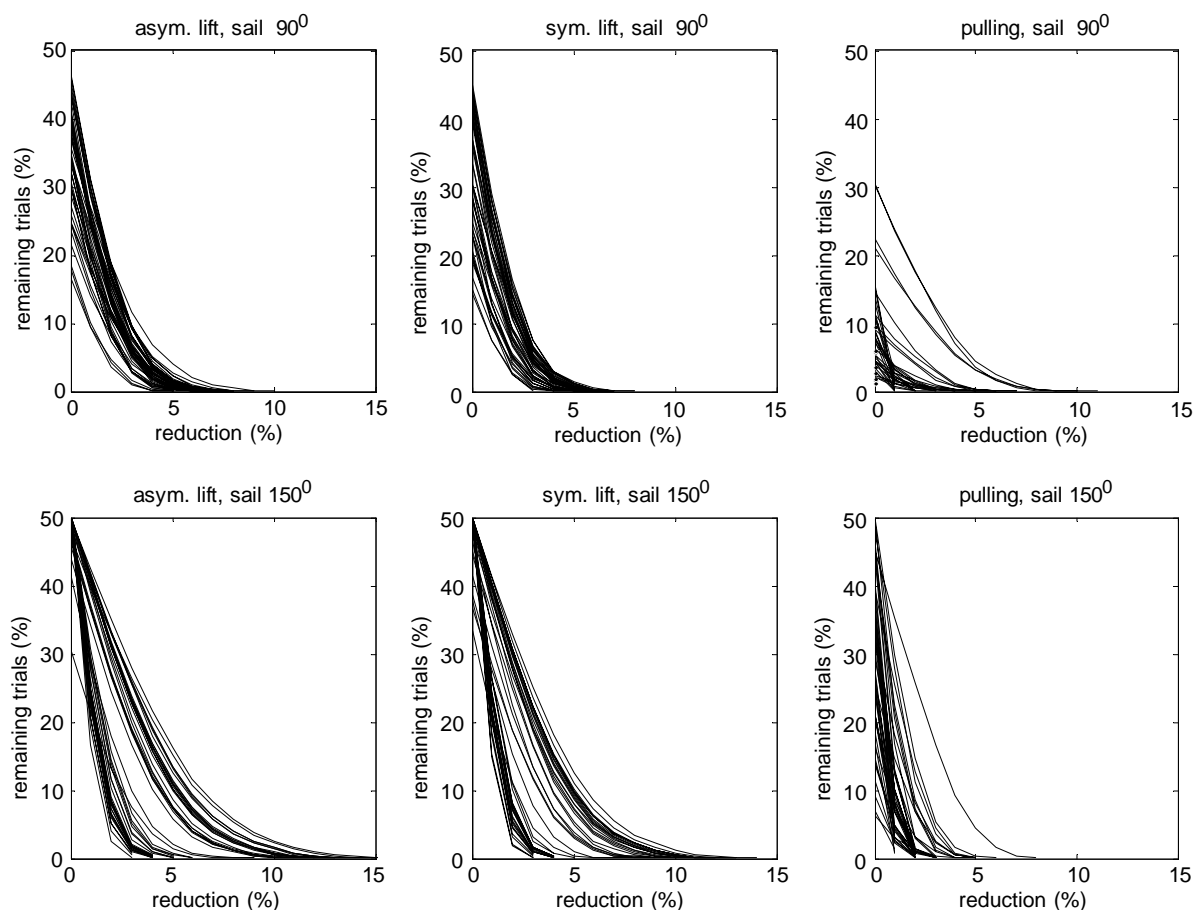 asym. lift, sail 90⁰
sym. lift, sail 90⁰
pulling, sail 90⁰
50
40
30
20
10
0
remaining trials (%)
0 5 10 15
reduction (%)
50
40
30
20
10
0
remaining trials (%)
0 5 10 15
reduction (%)
50
40
30
20
10
0
remaining trials (%)
0 5 10 15
reduction (%)
asym. lift, sail 150⁰
sym. lift, sail 150⁰
pulling, sail 150⁰
50
40
30
20
10
0
remaining trials (%)
0 5 10 15
reduction (%)
50
40
30
20
10
0
remaining trials (%)
0 5 10 15
reduction (%)
50
40
30
20
10
0
remaining trials (%)
0 5 10 15
reduction (%)